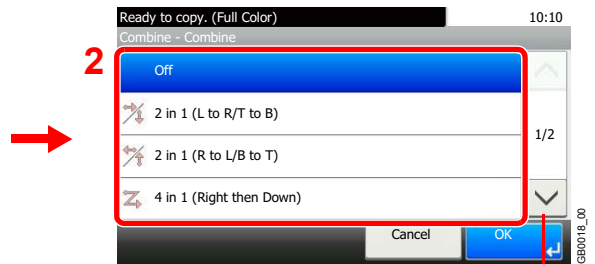 Ready to copy. (Full Color) 10:10
Combine - Combine
2
Off
2 in 1 (L to R/T to B)
1/2
2 in 1 (R to L/B to T)
4 in 1 (Right then Down)
Cancel OK
GB0018_00